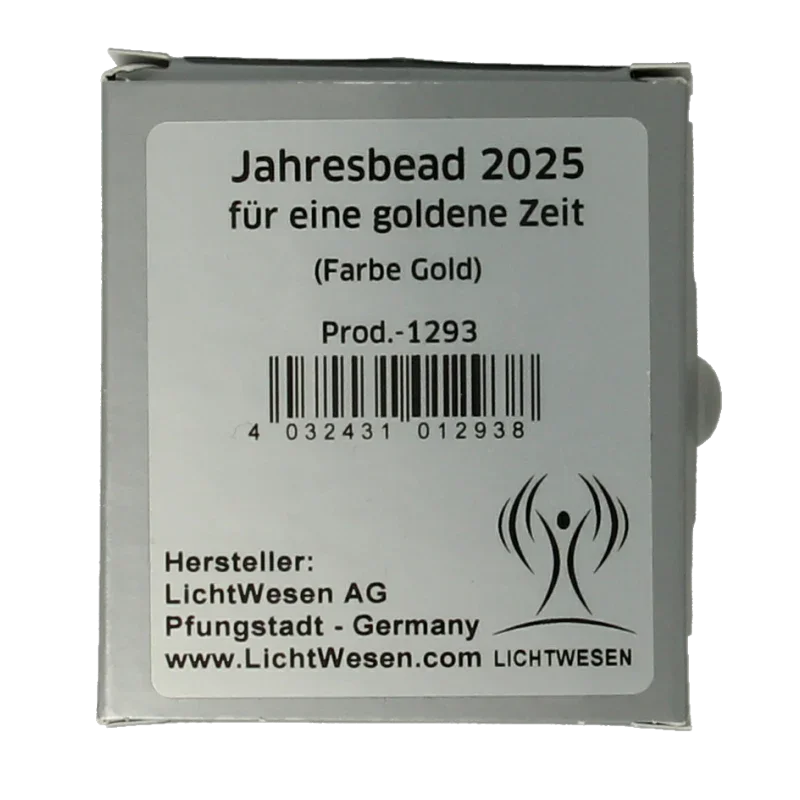 Jahresbead 2025
für eine goldene Zeit
(Farbe Gold)
Prod.-1293
4 032431 012938
Hersteller:
LichtWesen AG
Pfungstadt - Germany
www.LichtWesen.com
LICHTWESEN